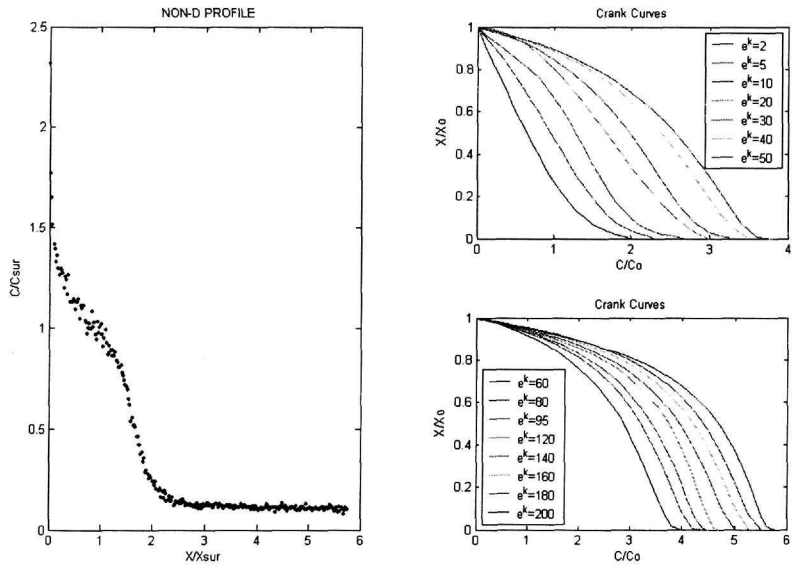 NON-D PROFILE
2.5
2
1.5
1
0.5
0
C/Csur
0 1 2 3 4 5 6
X/Xsur
Crank Curves
1
0.8
0.6
0.4
0.2
0
X/Xo
0 1 2 3 4
C/Co
e^k=2
e^k=5
e^k=10
e^k=20
e^k=30
e^k=40
e^k=50
Crank Curves
1
0.8
0.6
0.4
0.2
0
X/Xo
0 1 2 3 4 5 6
C/Co
e^k=60
e^k=80
e^k=95
e^k=120
e^k=140
e^k=160
e^k=180
e^k=200